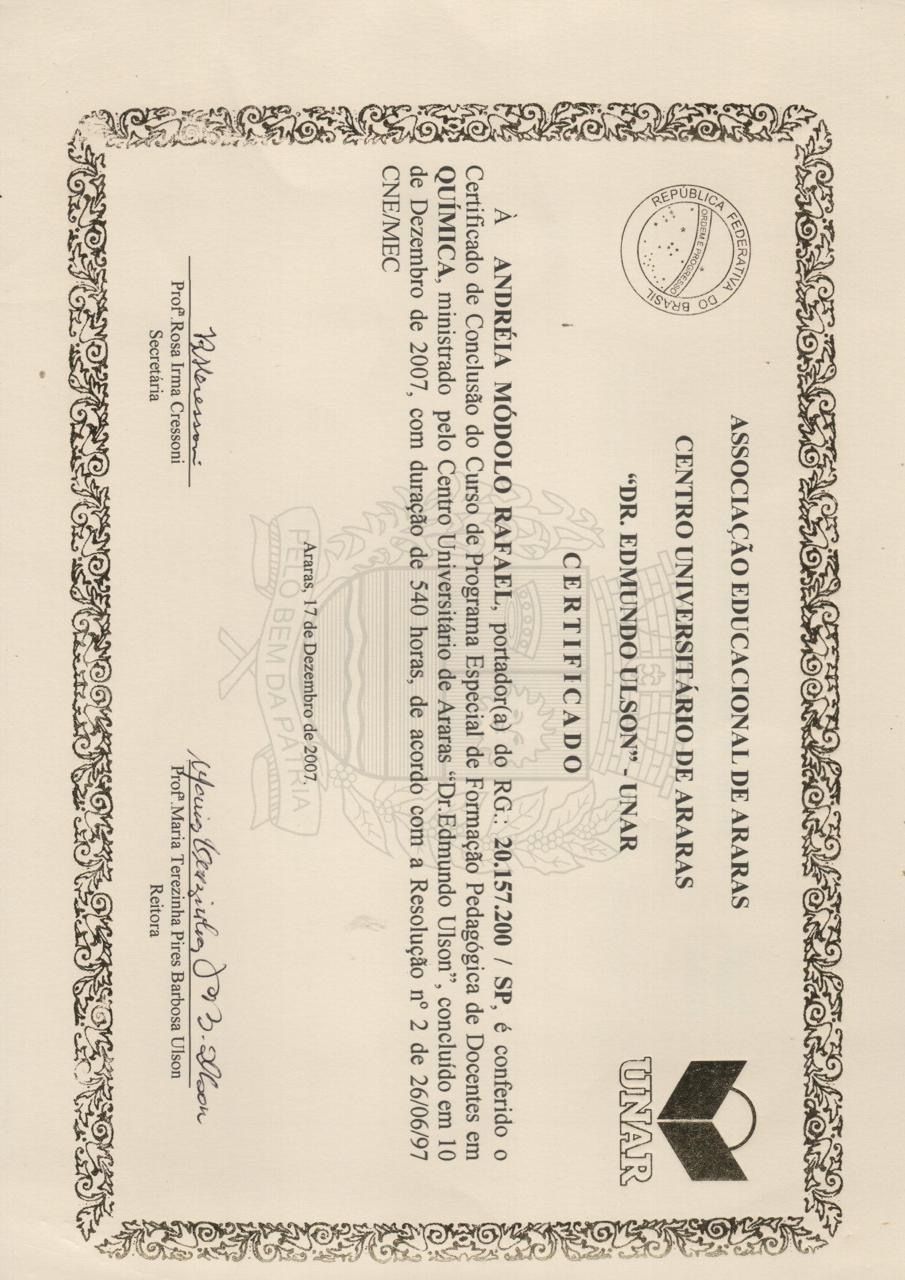 REPÚBLICA FEDERATIVA DO BRASIL
ORDEM E PROGRESSO
ASSOCIAÇÃO EDUCACIONAL DE ARARAS
CENTRO UNIVERSITÁRIO DE ARARAS
“DR. EDMUNDO ULSON” - UNAR
UNAR
CERTIFICADO
À ANDRÉIA MÓDOLO RAFAEL, portador(a) do RG.: 20.157.200 / SP, é conferido o
Certificado de Conclusão do Curso de Programa Especial de Formação Pedagógica de Docentes em
QUÍMICA, ministrado pelo Centro Universitário de Araras “Dr.Edmundo Ulson”, concluído em 10
de Dezembro de 2007, com duração de 540 horas, de acordo com a Resolução nº 2 de 26/06/97
CNE/MEC
Araras, 17 de Dezembro de 2007.
PELO BEM DA PÁTRIA
Profª.Rosa Irma Cressoni
Secretária
Profª.Maria Terezinha Pires Barbosa Ulson
Reitora